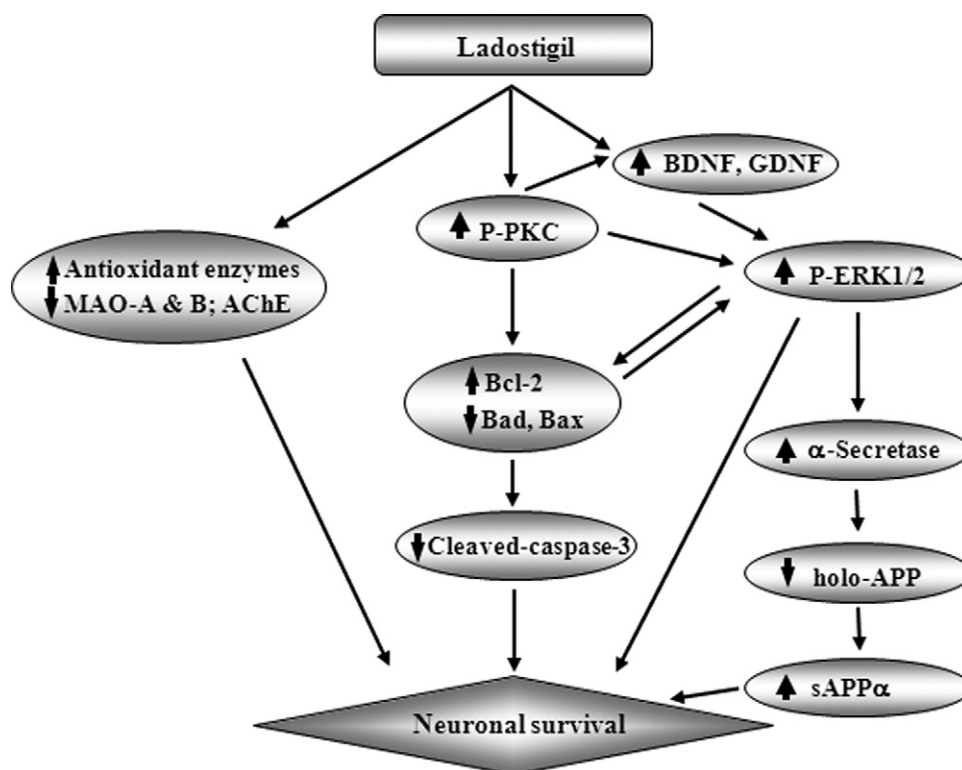 Ladostigil
BDNF, GDNF
P-PKC
Antioxidant enzymes
MAO-A & B; AChE
P-ERK1/2
Bcl-2
Bad, Bax
α-Secretase
Cleaved-caspase-3
holo-APP
sAPPα
Neuronal survival